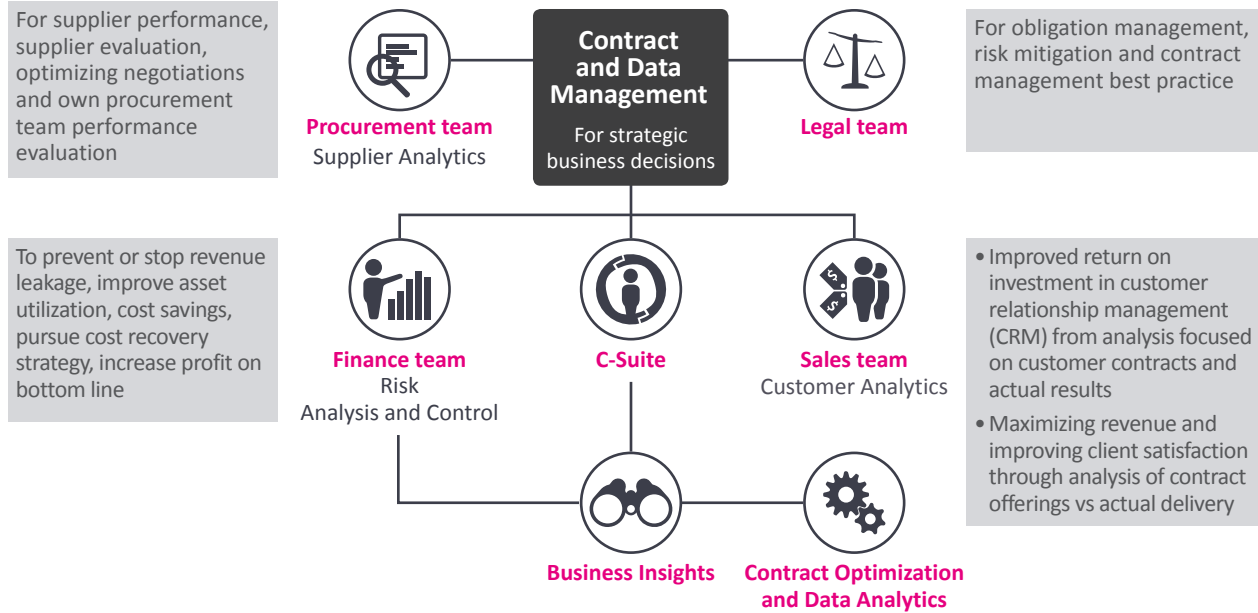 For supplier performance,
supplier evaluation,
optimizing negotiations
and own procurement
team performance
evaluation
Procurement team
Supplier Analytics
Contract
and Data
Management
For strategic
business decisions
Legal team
For obligation management,
risk mitigation and contract
management best practice
To prevent or stop revenue
leakage, improve asset
utilization, cost savings,
pursue cost recovery
strategy, increase profit on
bottom line
Finance team
Risk
Analysis and Control
C-Suite
$
$
Sales team
Customer Analytics
• Improved return on
investment in customer
relationship management
(CRM) from analysis focused
on customer contracts and
actual results
• Maximizing revenue and
improving client satisfaction
through analysis of contract
offerings vs actual delivery
Business Insights
Contract Optimization
and Data Analytics